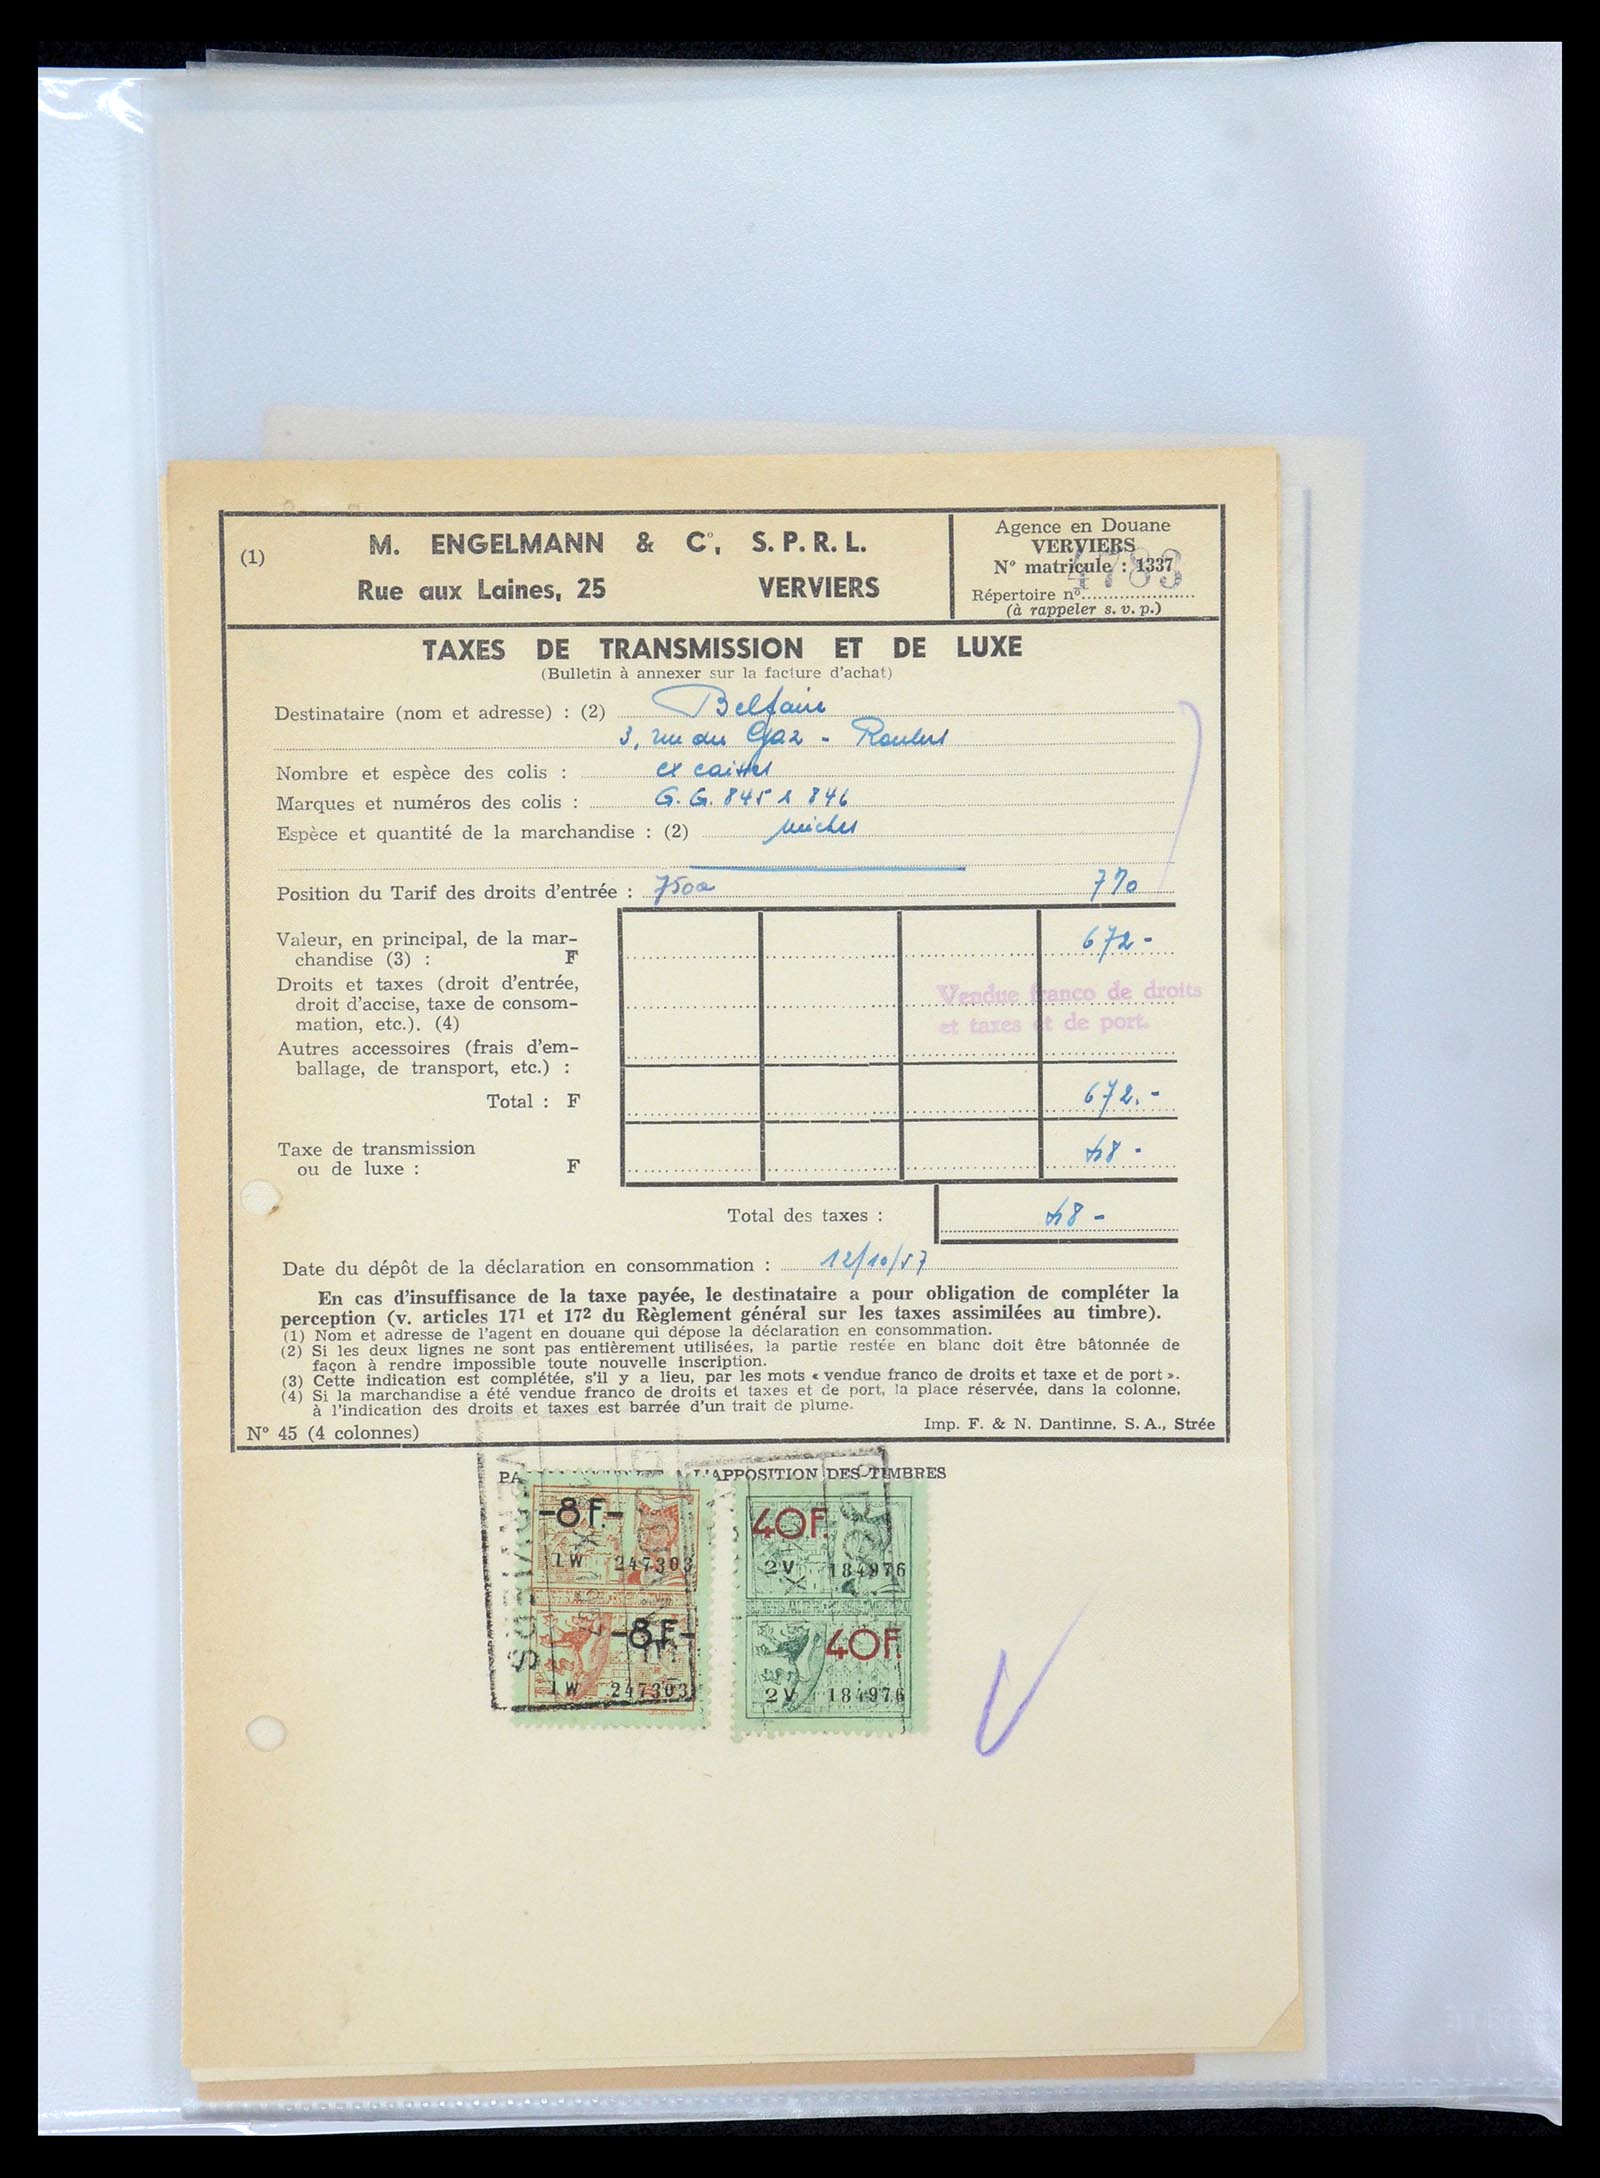 (1)
M. ENGELMANN & Cº, S.P.R.L.
Rue aux Laines, 25 VERVIERS
Agence en Douane
VERVIERS
Nº matricule : 1337
4783
Répertoire nº
(à rappeler s. v. p.)
TAXES DE TRANSMISSION ET DE LUXE
(Bulletin à annexer sur la facture d'achat)
Destinataire (nom et adresse) : (2) Belfaire
3, rue du Gaz - Roulers
Nombre et espèce des colis : ex caisses
Marques et numéros des colis : G. G. 845 à 846
Espèce et quantité de la marchandise : (2)
Position du Tarif des droits d'entrée : 750a 7%
Valeur, en principal, de la mar-
chandise (3) : F 672-
Droits et taxes (droit d'entrée,
droit d'accise, taxe de consom-
mation, etc.). (4)
Vendue franco de droits
et taxes et de port.
Autres accessoires (frais d'em-
ballage, de transport, etc.) :
Total : F 672.-
Taxe de transmission
ou de luxe : F 48-
Total des taxes : 48-
Date du dépôt de la déclaration en consommation : 12/10/57
En cas d'insuffisance de la taxe payée, le destinataire a pour obligation de compléter la
perception (v. articles 171 et 172 du Règlement général sur les taxes assimilées au timbre).
(1) Nom et adresse de l'agent en douane qui dépose la déclaration en consommation.
(2) Si les deux lignes ne sont pas entièrement utilisées, la partie restée en blanc doit être bâtonnée de
façon à rendre impossible toute nouvelle inscription.
(3) Cette indication est complétée, s'il y a lieu, par les mots « vendue franco de droits et taxe et de port ».
(4) Si la marchandise a été vendue franco de droits et taxes et de port, la place réservée, dans la colonne,
à l'indication des droits et taxes est barrée d'un trait de plume.
Nº 45 (4 colonnes) Imp. F. & N. Dantinne, S. A., Strée
L'APPOSITION DES TIMBRES
-8F.- 40F.
1W 247303 2V 184976
-8F.- 40F.
1W 247303 2V 184976